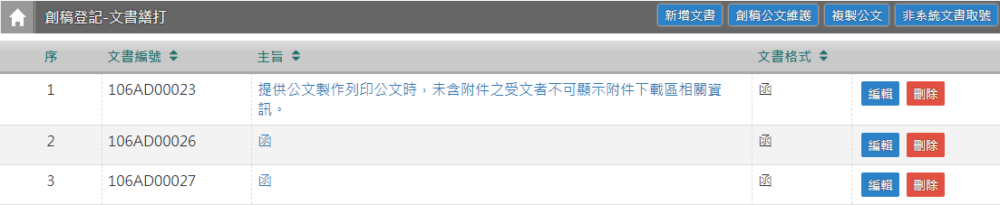 創稿登記-文書繕打 新增文書 創稿公文維護 複製公文 非系統文書取號
序 文書編號 主旨 文書格式
1 106AD00023 提供公文製作列印公文時，未含附件之受文者不可顯示附件下載區相關資 函 編輯 刪除
訊。
2 106AD00026 函 函 編輯 刪除
3 106AD00027 函 函 編輯 刪除